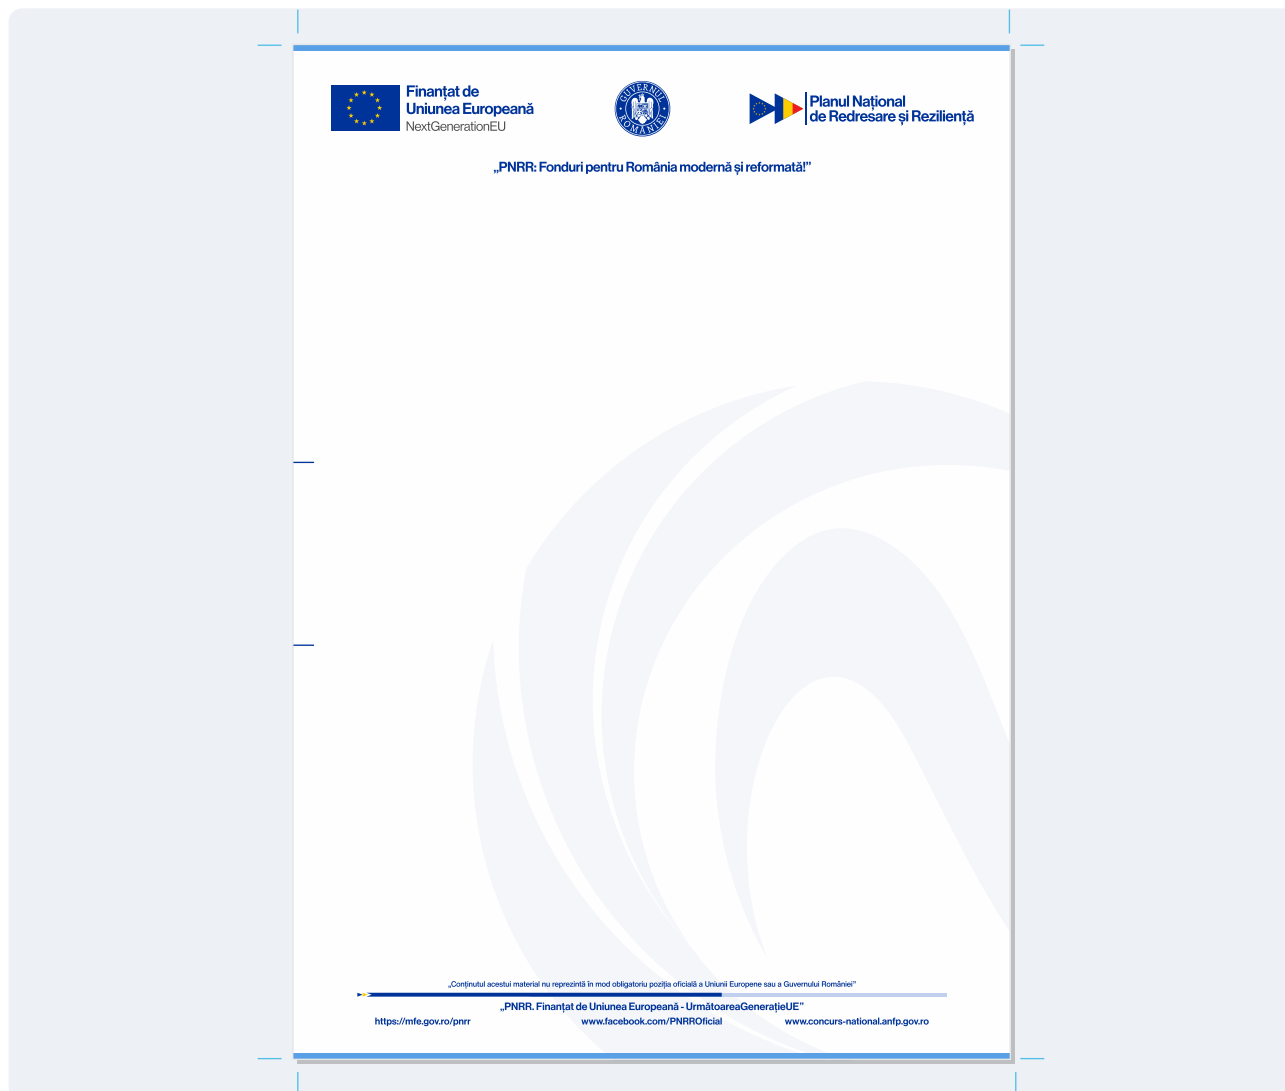 Finanțat de
Uniunea Europeană
NextGenerationEU
GUVERNUL ROMÂNIEI
Planul Național
de Redresare și Reziliență
„PNRR: Fonduri pentru România modernă și reformată!”
„Conținutul acestui material nu reprezintă în mod obligatoriu poziția oficială a Uniunii Europene sau a Guvernului României”
„PNRR. Finanțat de Uniunea Europeană - UrmătoareaGenerațieUE”
https://mfe.gov.ro/pnrr www.facebook.com/PNRROficial www.concurs-national.anfp.gov.ro